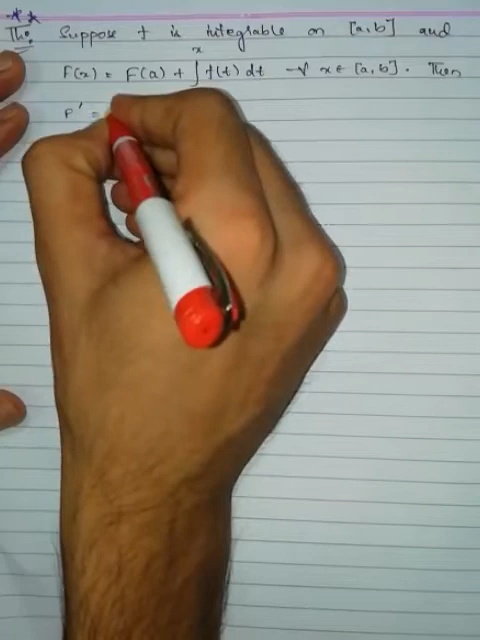 **
Th: Suppose f is integrable on [a,b] and
F(x) = F(a) + ∫ˣ f(t) dt ∀ x ∈ [a,b]. Then
F' =